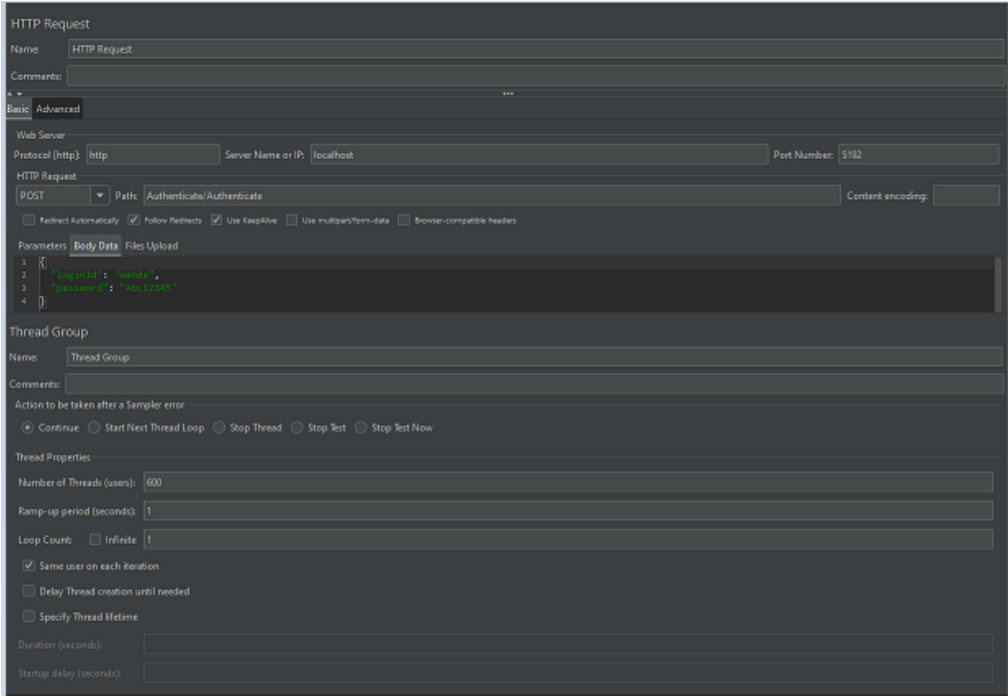 HTTP Request
Name: HTTP Request
Comments:
Basic Advanced
Web Server
Protocol [http]: http Server Name or IP: localhost Port Number: 5192
HTTP Request
POST Path: Authenticate/Authenticate Content encoding:
Redirect Automatically Follow Redirects Use KeepAlive Use multipart/form-data Browser-compatible headers
Parameters Body Data Files Upload
1 {
2 "loginId": "wanda",
3 "password": "Abc12345"
4 }
Thread Group
Name: Thread Group
Comments:
Action to be taken after a Sampler error
Continue Start Next Thread Loop Stop Thread Stop Test Stop Test Now
Thread Properties
Number of Threads (users): 600
Ramp-up period (seconds): 1
Loop Count: Infinite 1
Same user on each iteration
Delay Thread creation until needed
Specify Thread lifetime
Duration (seconds):
Startup delay (seconds):